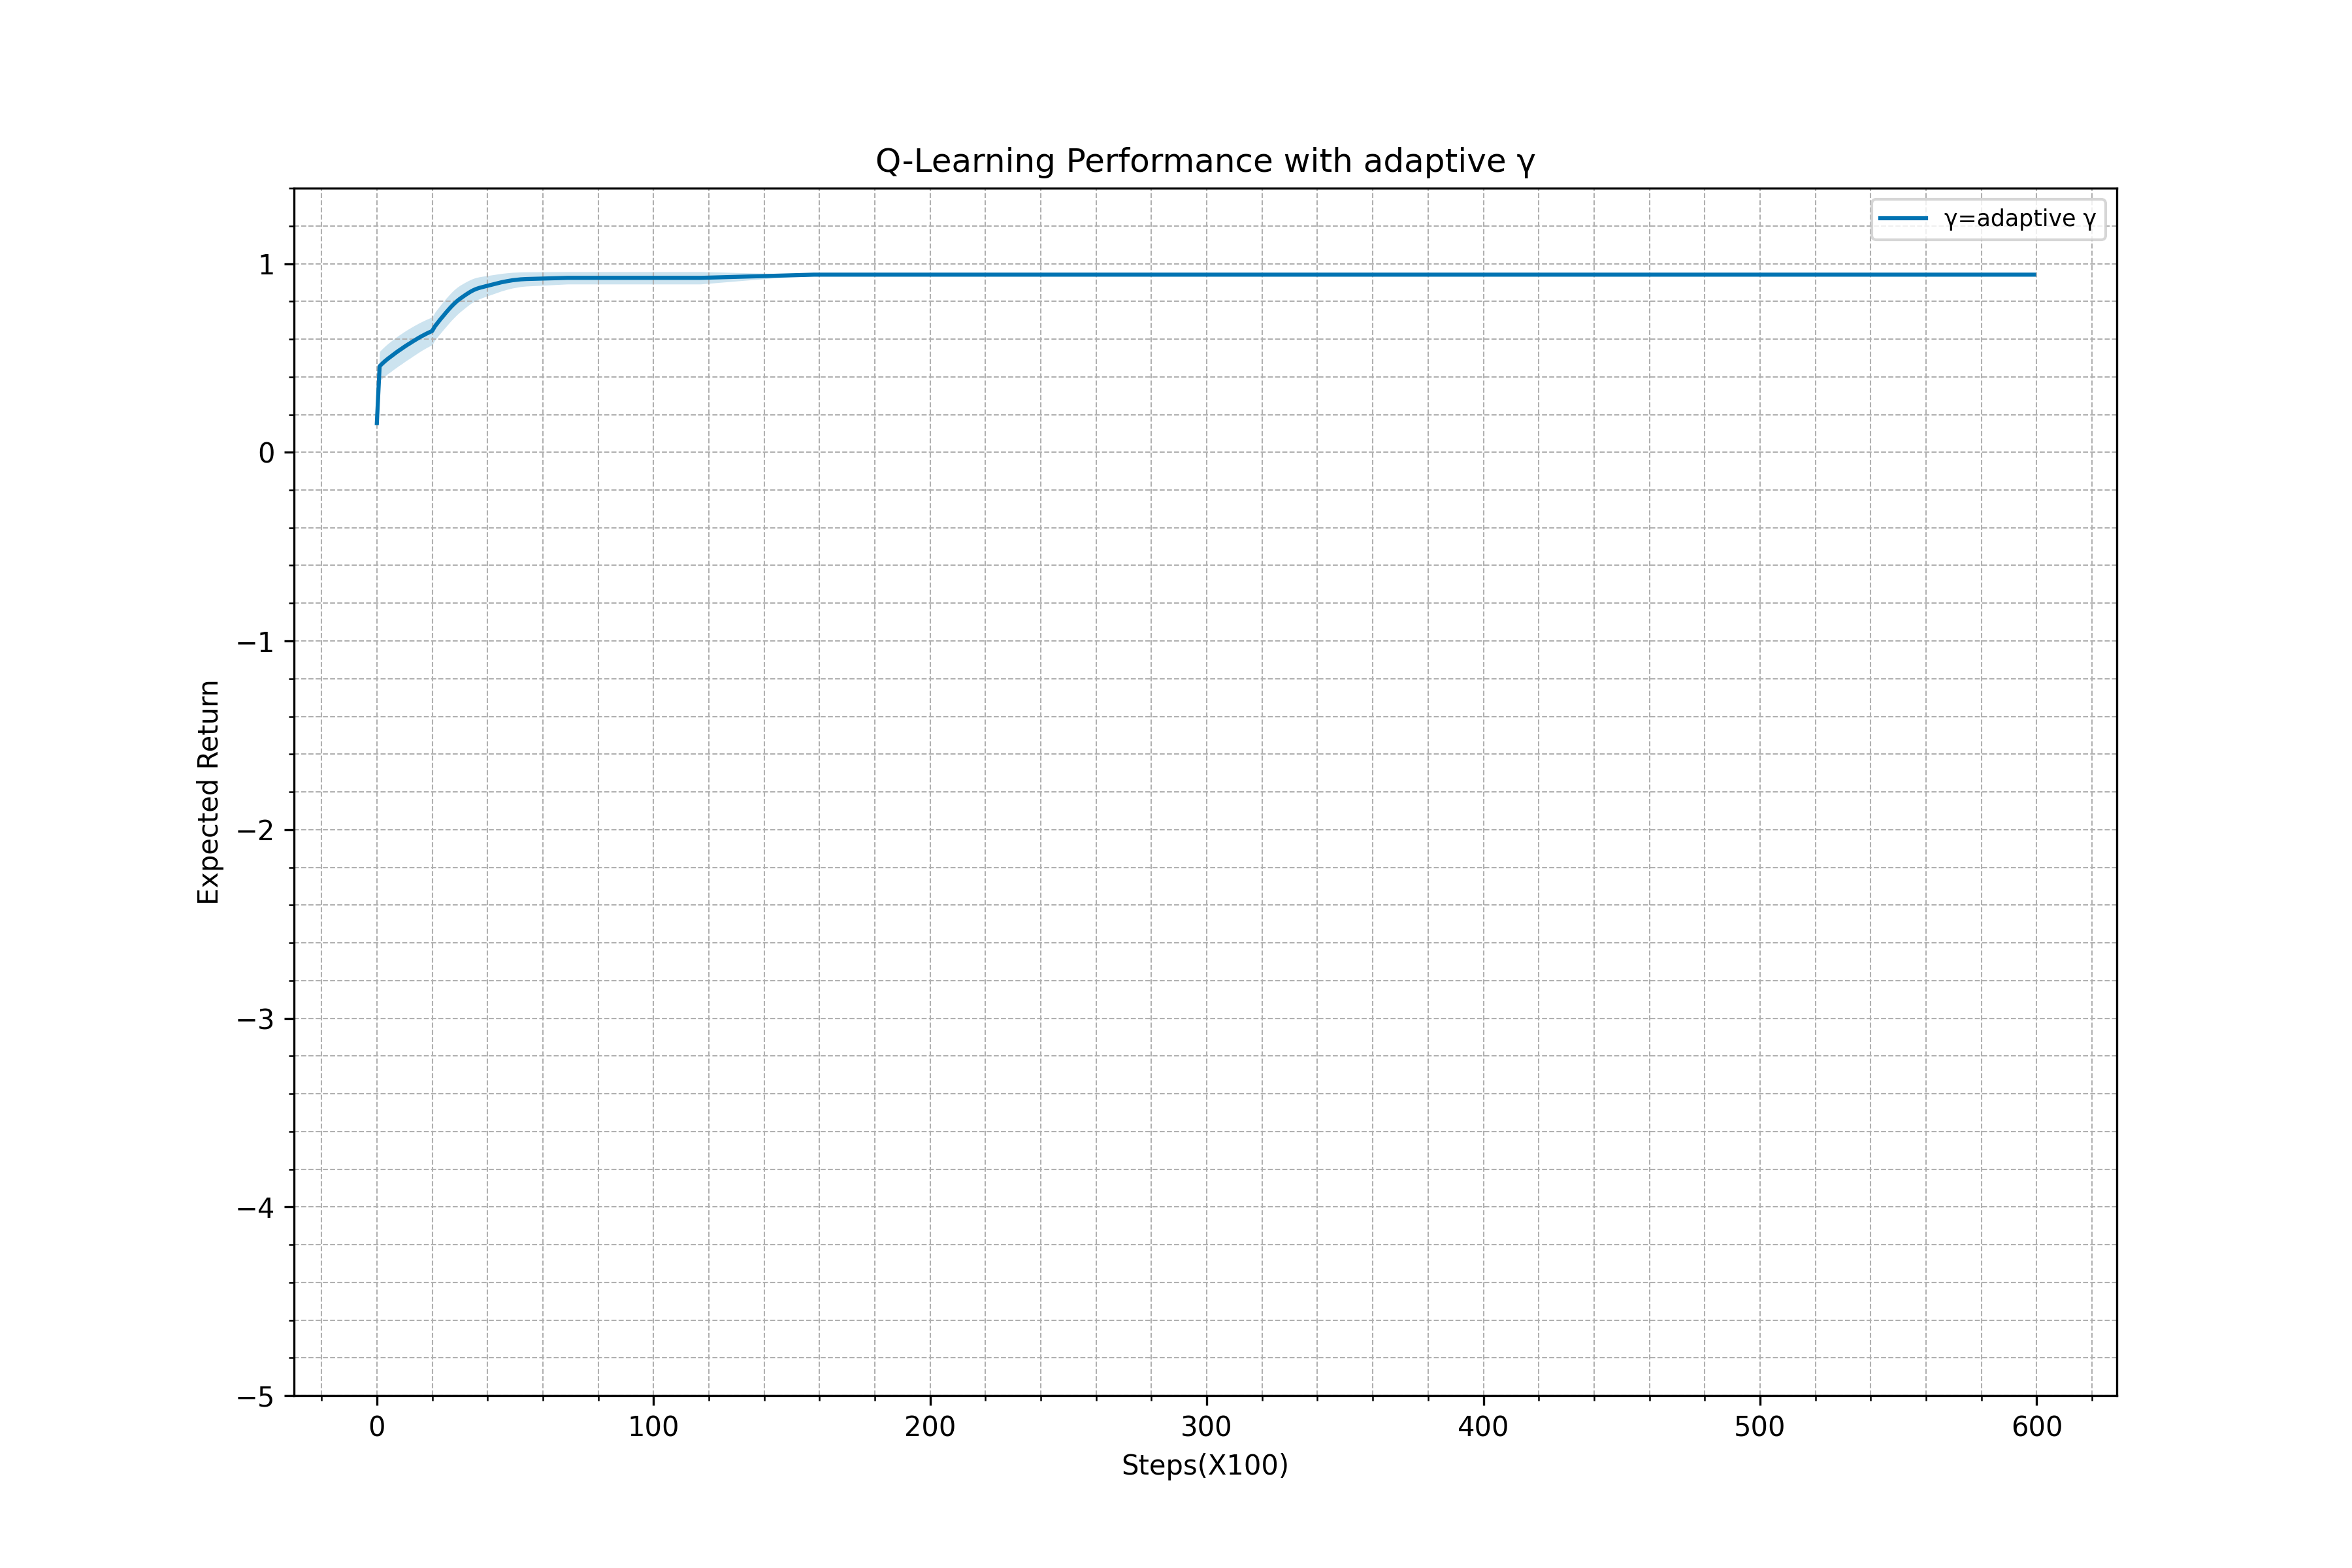 Q-Learning Performance with adaptive γ
γ=adaptive γ
1
0
−1
−2
−3
−4
−5
Expected Return
0 100 200 300 400 500 600
Steps(X100)